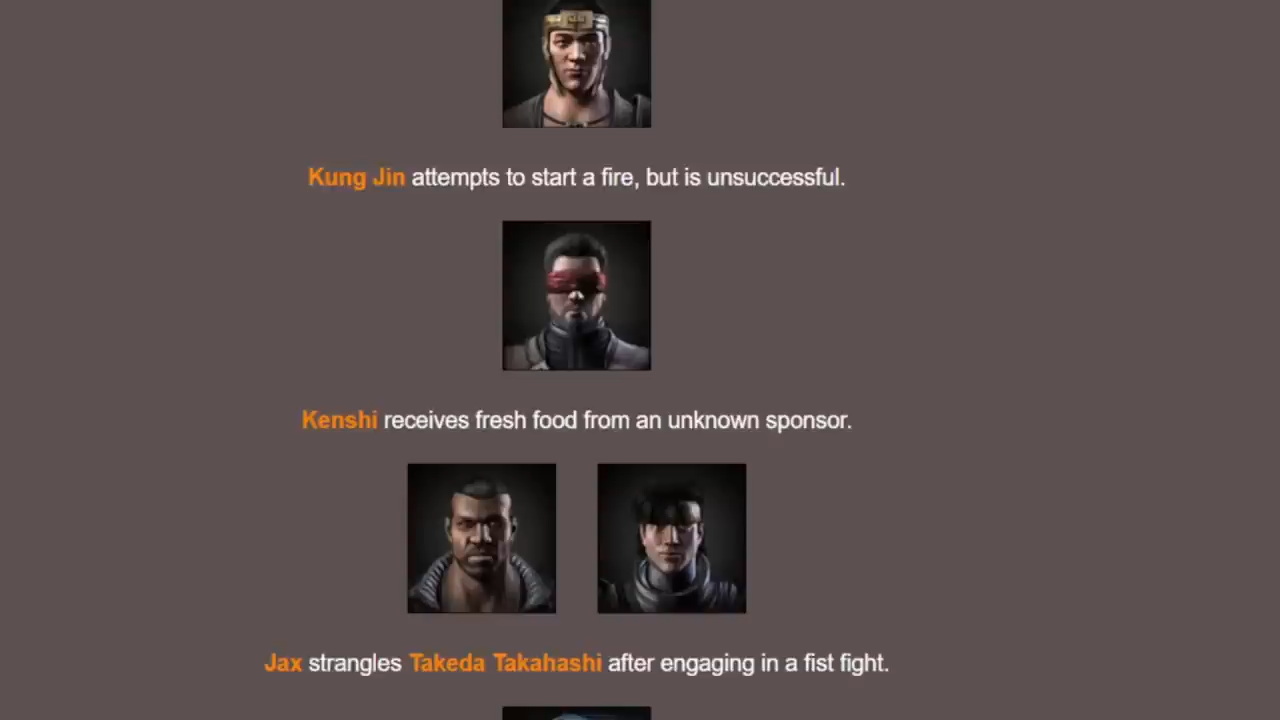 Kung Jin attempts to start a fire, but is unsuccessful.
Kenshi receives fresh food from an unknown sponsor.
Jax strangles Takeda Takahashi after engaging in a fist fight.